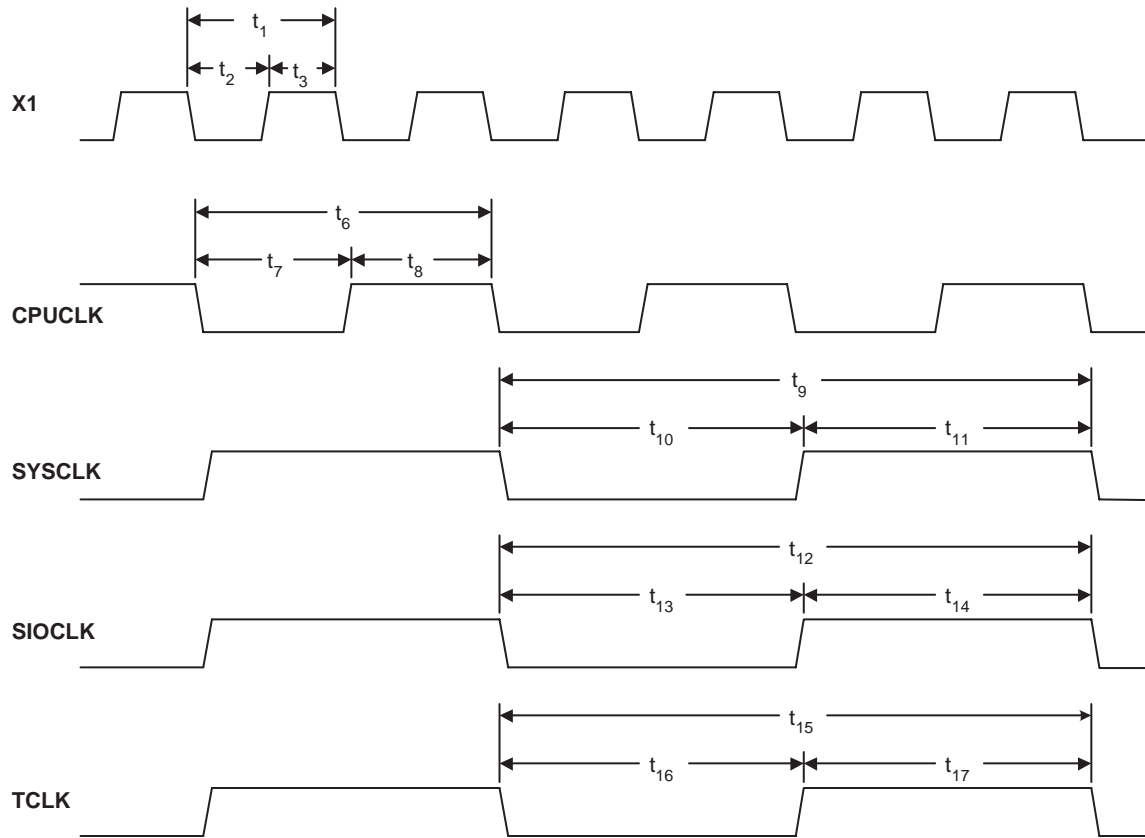 t1
t2 t3
X1
t6
t7 t8
CPUCLK
t9
t10 t11
SYSCLK
t12
t13 t14
SIOCLK
t15
t16 t17
TCLK